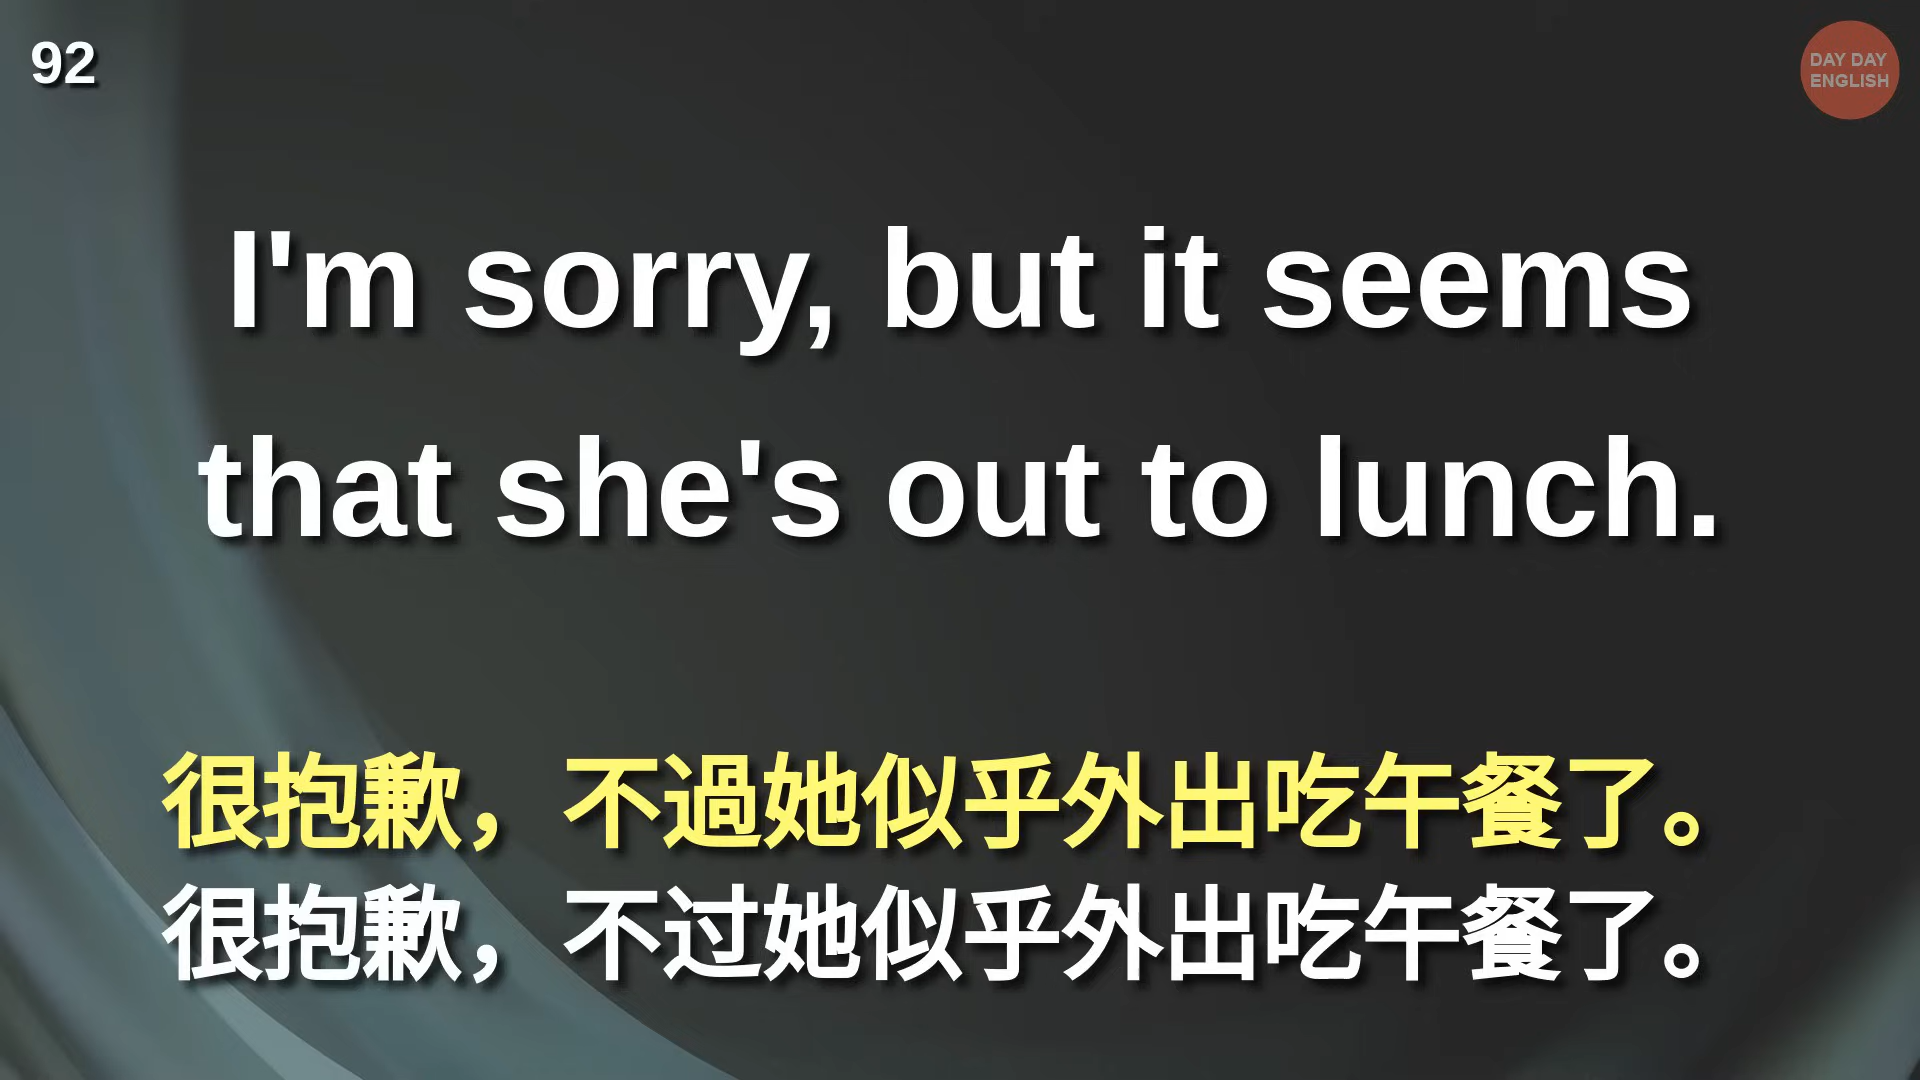 92
DAY DAY
ENGLISH
I'm sorry, but it seems
that she's out to lunch.
很抱歉，不過她似乎外出吃午餐了。
很抱歉，不过她似乎外出吃午餐了。